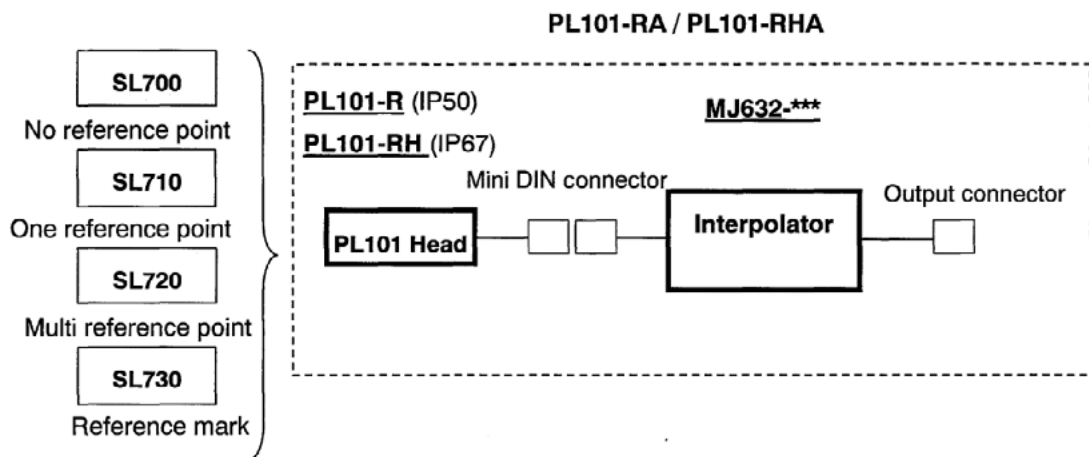 PL101-RA / PL101-RHA
SL700
No reference point
SL710
One reference point
SL720
Multi reference point
SL730
Reference mark
PL101-R (IP50)
PL101-RH (IP67)
MJ632-***
Mini DIN connector
PL101 Head
Interpolator
Output connector